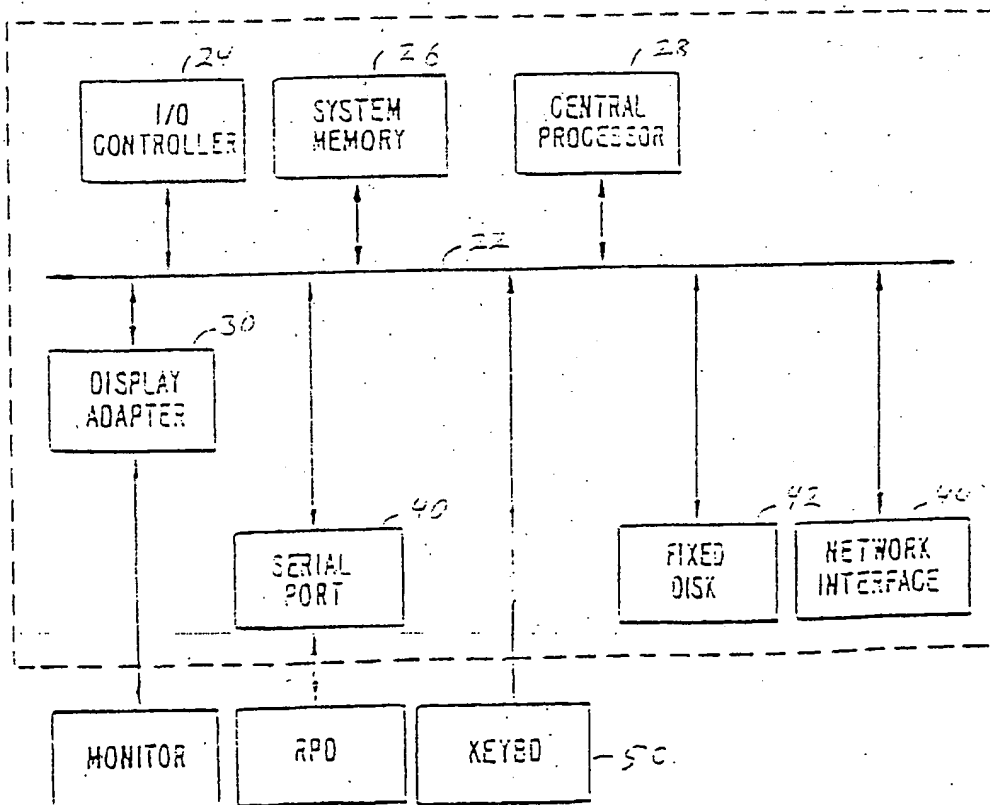 24
26
28
I/O
CONTROLLER
SYSTEM
MEMORY
CENTRAL
PROCESSOR
22
30
DISPLAY
ADAPTER
40
42
SERIAL
PORT
FIXED
DISK
NETWORK
INTERFACE
MONITOR
RPD
KEYBD
50